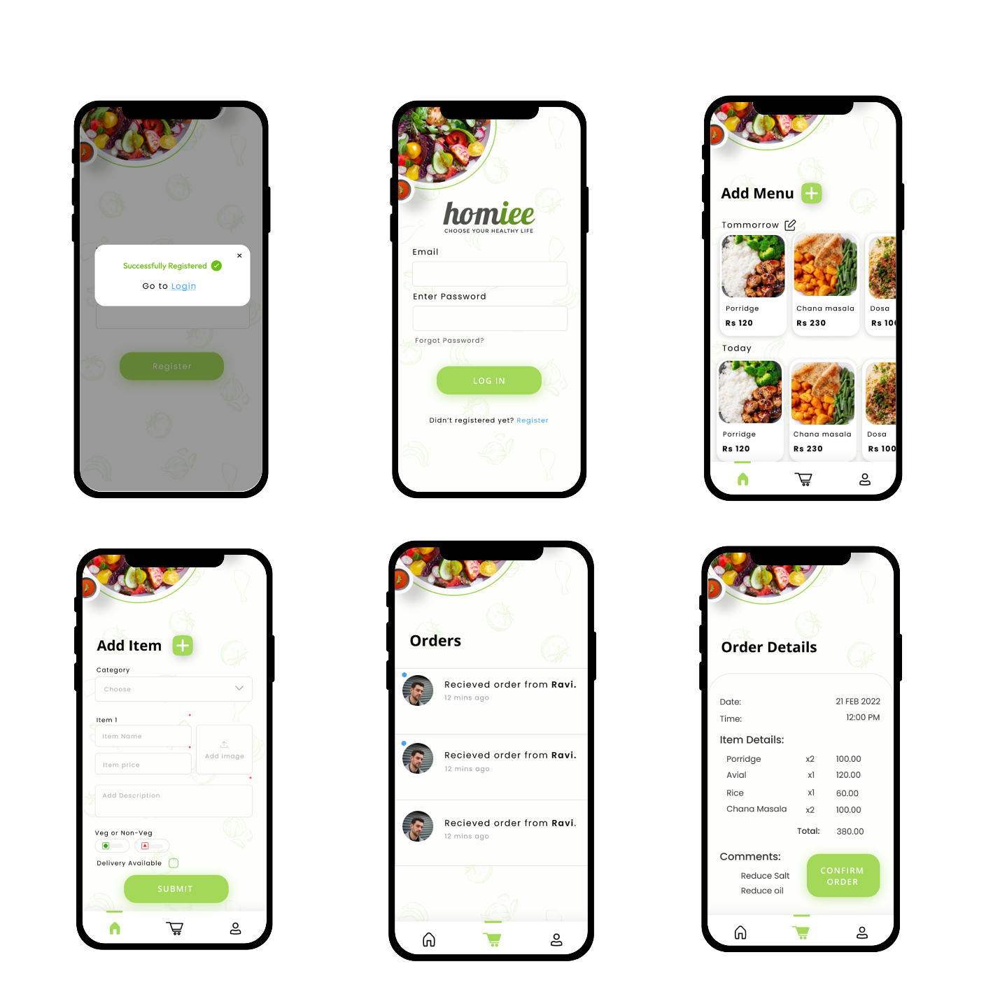 Successfully Registered
×
Go to Login
Register
homiee
CHOOSE YOUR HEALTHY LIFE
Email
Enter Password
Forgot Password?
LOG IN
Didn't registered yet? Register
Add Menu
Tommorrow
Porridge
Rs 120
Chana masala
Rs 230
Dosa
Rs 100
Today
Porridge
Rs 120
Chana masala
Rs 230
Dosa
Rs 100
Add Item
Category
Choose
Item 1
*
Item Name
*
Item price
Add image
*
Add Description
Veg or Non-Veg
Delivery Available
SUBMIT
Orders
Recieved order from Ravi.
12 mins ago
Recieved order from Ravi.
12 mins ago
Recieved order from Ravi.
12 mins ago
Order Details
Date: 21 FEB 2022
Time: 12:00 PM
Item Details:
Porridge x2 100.00
Avial x1 120.00
Rice x1 60.00
Chana Masala x2 100.00
Total: 380.00
Comments:
Reduce Salt
Reduce oil
CONFIRM
ORDER